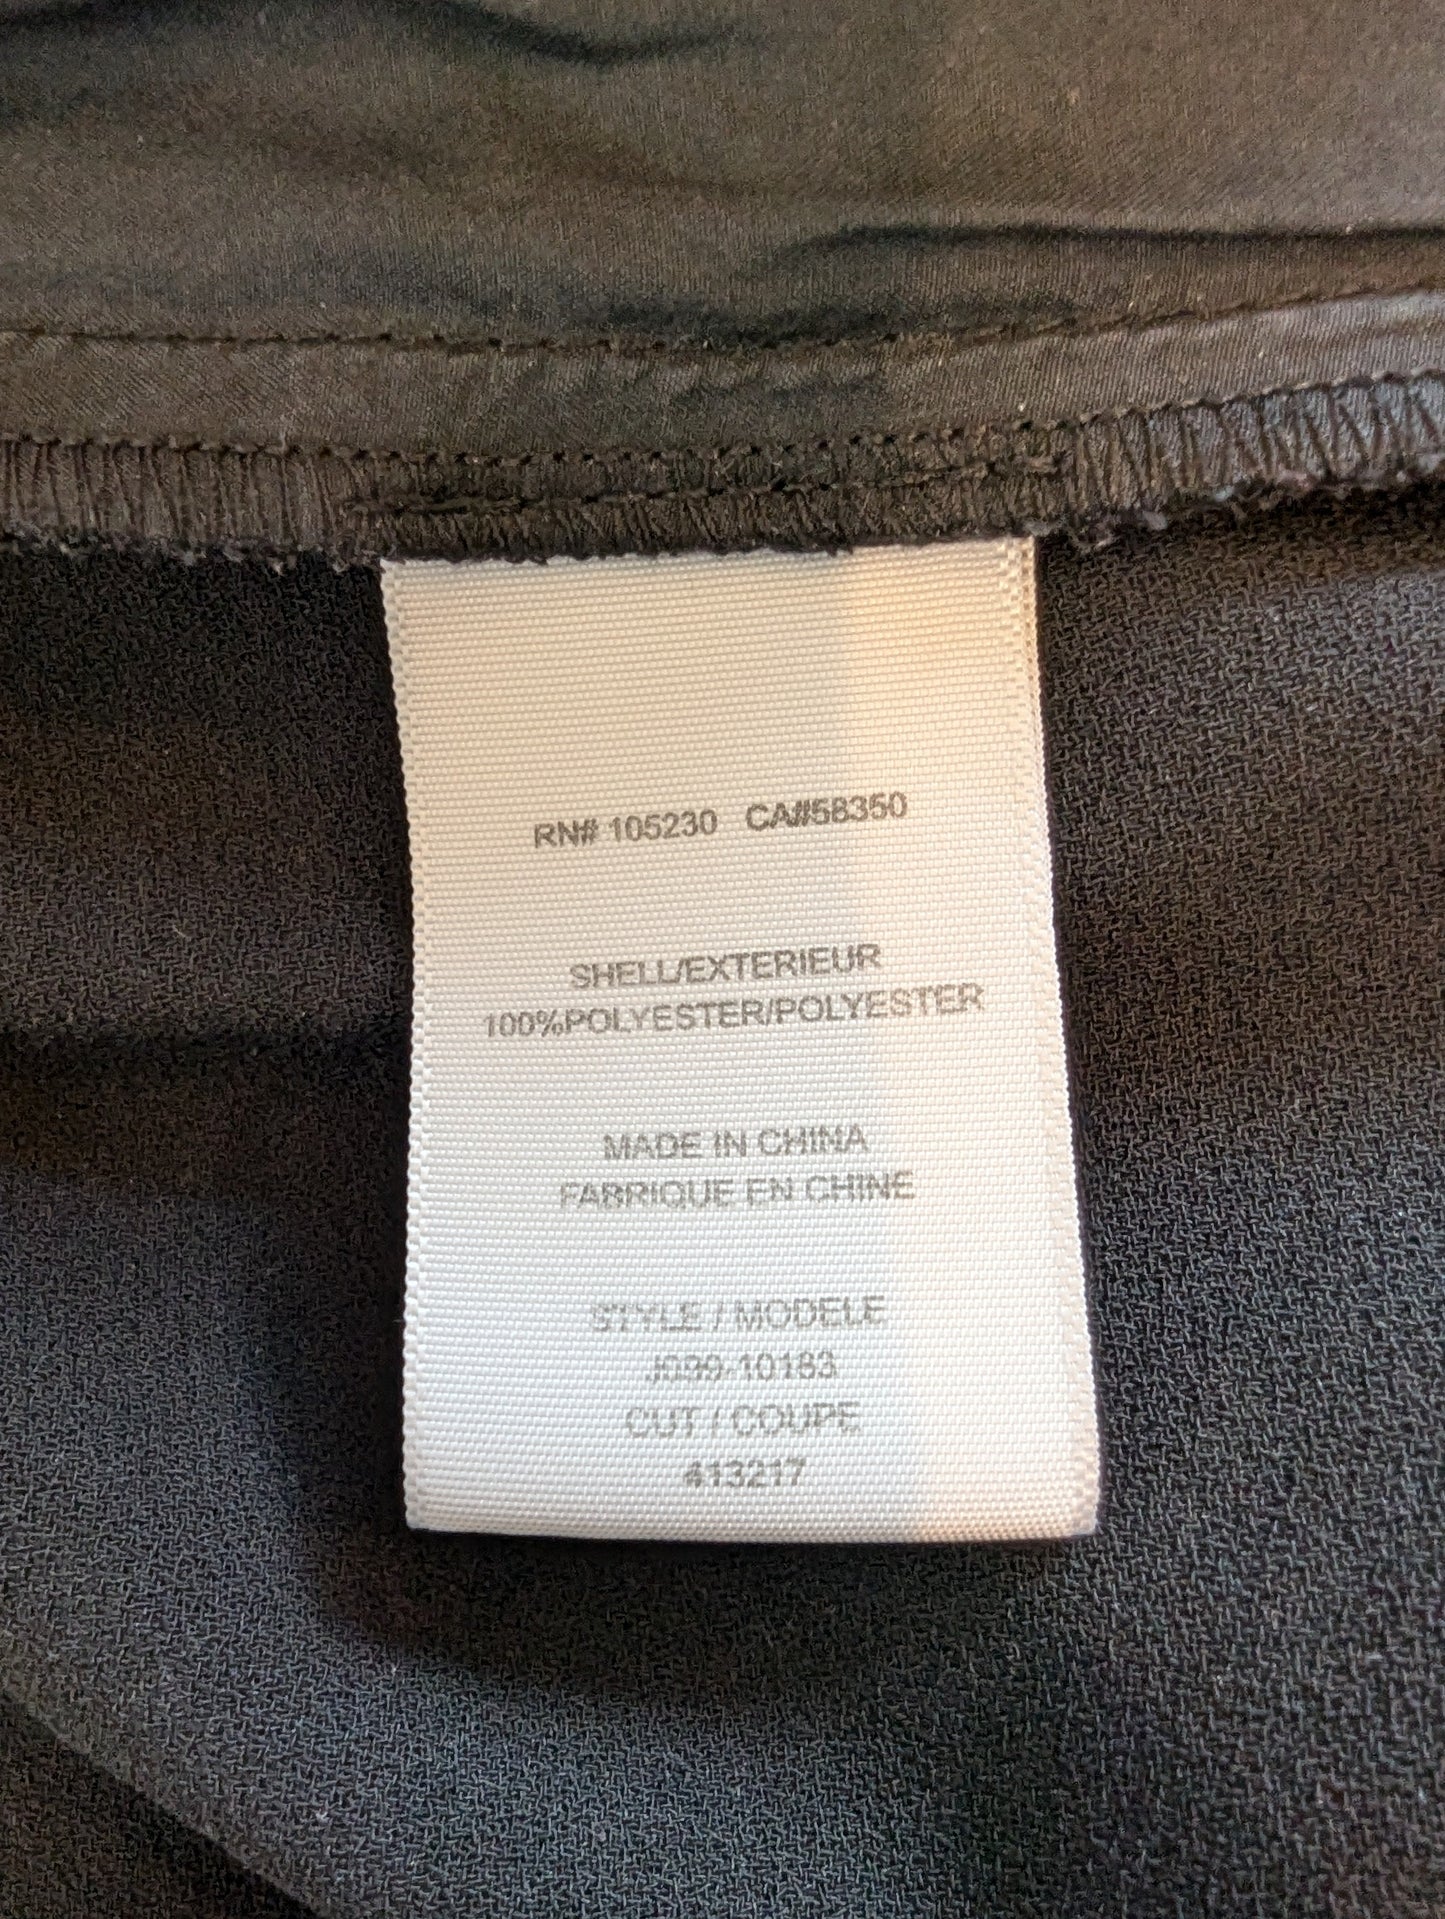 RN# 105230 CA#58350
SHELL/EXTERIEUR
100%POLYESTER/POLYESTER
MADE IN CHINA
FABRIQUE EN CHINE
STYLE / MODELE
J099-10183
CUT / COUPE
413217